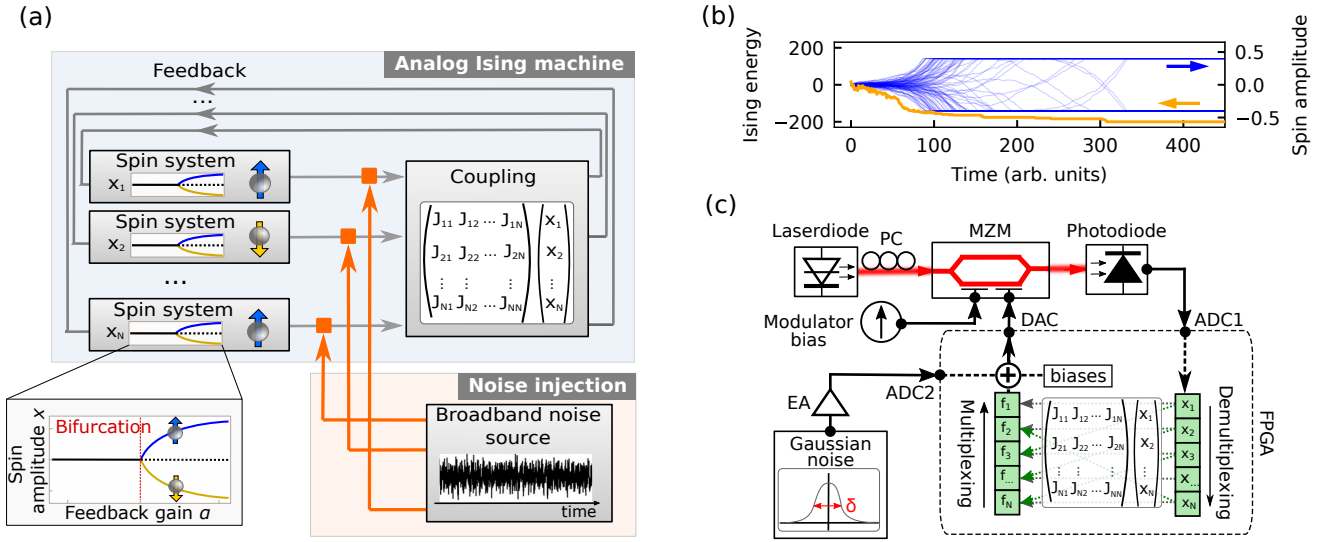 (a)
Analog Ising machine
Feedback
...
Spin system
x1
Spin system
x2
...
Spin system
xN
Coupling
J11 J12 ... J1N x1
J21 J22 ... J2N x2
⋮ ⋮ ⋮ ⋮
JN1 JN2 ... JNN xN
Noise injection
Broadband noise
source
time
Bifurcation
Spin
amplitude x
Feedback gain α
(b)
Ising energy
200
0
−200
0 100 200 300 400
Time (arb. units)
0.5
0.0
−0.5
Spin amplitude
(c)
Laserdiode
PC
MZM
Photodiode
Modulator
bias
DAC
ADC1
ADC2
biases
EA
Gaussian
noise
δ
Multiplexing
f1
f2
f3
f...
fN
J11 J12 ... J1N x1
J21 J22 ... J2N x2
⋮ ⋮ ⋮ ⋮
JN1 JN2 ... JNN xN
x1
x2
x3
x...
xN
Demultiplexing
FPGA